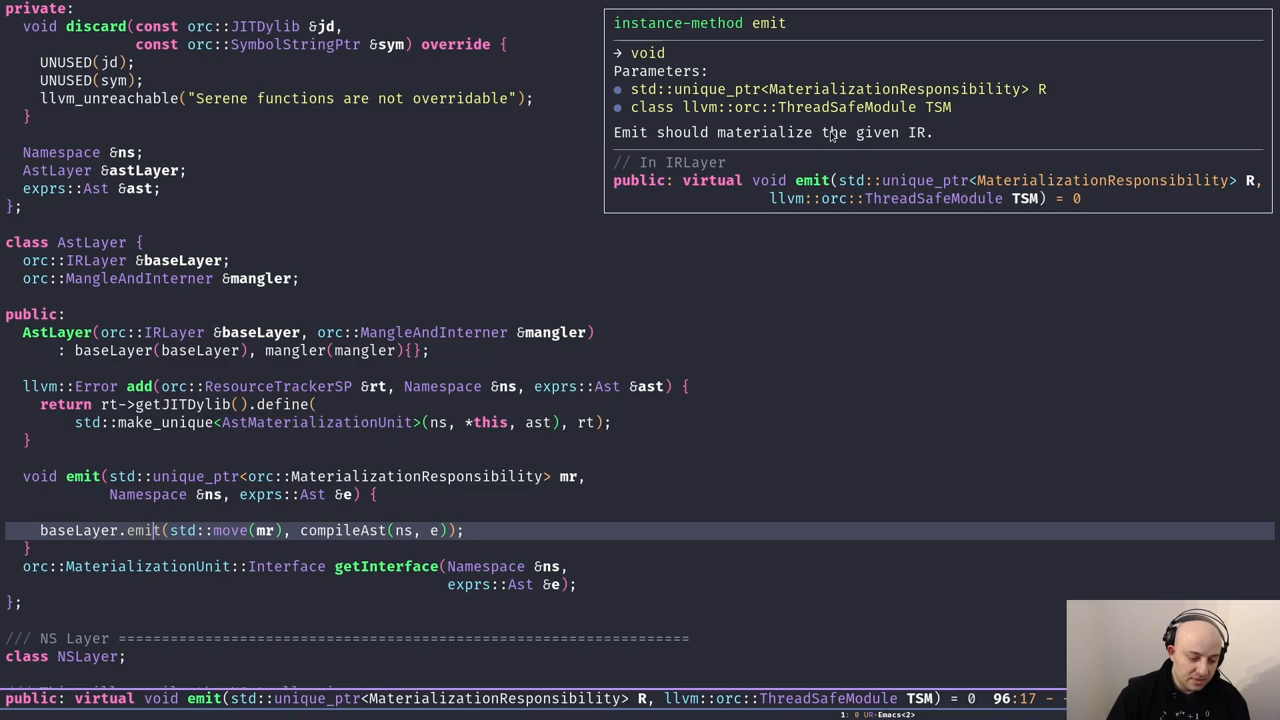 private:
  void discard(const orc::JITDylib &jd,
               const orc::SymbolStringPtr &sym) override {
    UNUSED(jd);
    UNUSED(sym);
    llvm_unreachable("Serene functions are not overridable");
  }

  Namespace &ns;
  AstLayer &astLayer;
  exprs::Ast &ast;
};

class AstLayer {
  orc::IRLayer &baseLayer;
  orc::MangleAndInterner &mangler;

public:
  AstLayer(orc::IRLayer &baseLayer, orc::MangleAndInterner &mangler)
      : baseLayer(baseLayer), mangler(mangler){};

  llvm::Error add(orc::ResourceTrackerSP &rt, Namespace &ns, exprs::Ast &ast) {
    return rt->getJITDylib().define(
        std::make_unique<AstMaterializationUnit>(ns, *this, ast), rt);
  }

  void emit(std::unique_ptr<orc::MaterializationResponsibility> mr,
            Namespace &ns, exprs::Ast &e) {

    baseLayer.emit(std::move(mr), compileAst(ns, e));
  }
  orc::MaterializationUnit::Interface getInterface(Namespace &ns,
                                                   exprs::Ast &e);
};

/// NS Layer ==================================================================
class NSLayer;
instance-method emit
→ void
Parameters:
● std::unique_ptr<MaterializationResponsibility> R
● class llvm::orc::ThreadSafeModule TSM
Emit should materialize the given IR.
// In IRLayer
public: virtual void emit(std::unique_ptr<MaterializationResponsibility> R,
                  llvm::orc::ThreadSafeModule TSM) = 0
public: virtual void emit(std::unique_ptr<MaterializationResponsibility> R, llvm::orc::ThreadSafeModule TSM) = 0  96:17 -
1: 0 UR-Emacs<2>